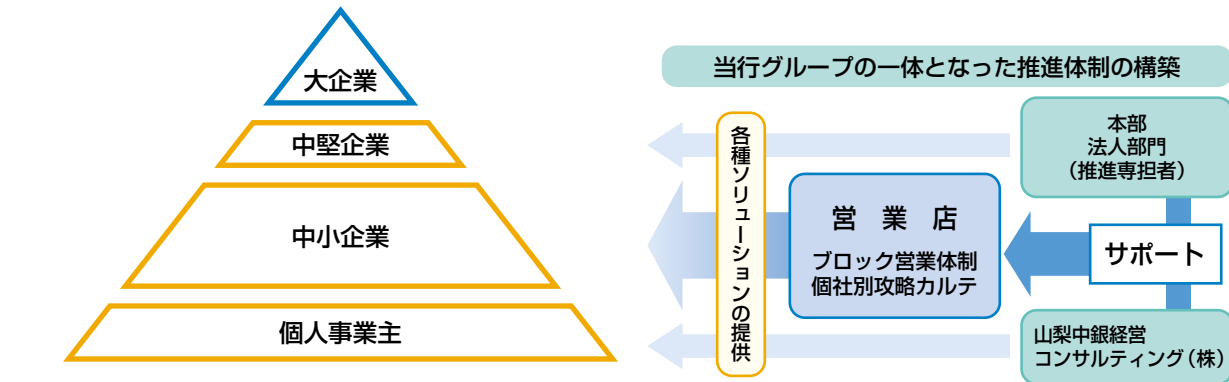 大企業
中堅企業
中小企業
個人事業主
当行グループの一体となった推進体制の構築
各種ソリューションの提供
営業店
ブロック営業体制
個社別攻略カルテ
本部
法人部門
(推進専担者)
サポート
山梨中銀経営
コンサルティング(株)